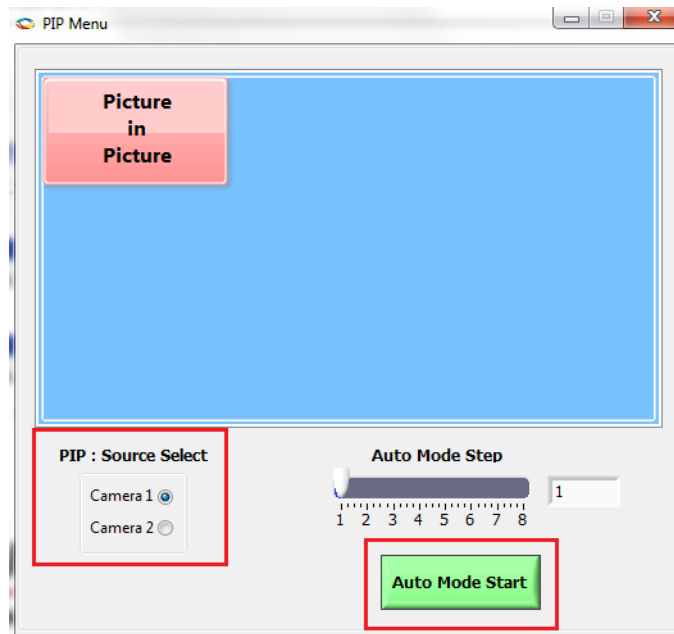 PIP Menu
Picture
in
Picture
PIP : Source Select
Camera 1
Camera 2
Auto Mode Step
1
1 2 3 4 5 6 7 8
Auto Mode Start